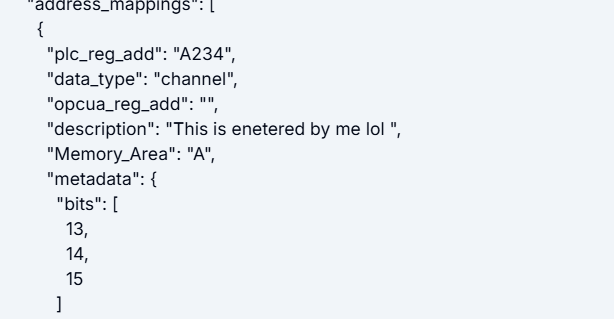 "address_mappings": [
{
"plc_reg_add": "A234",
"data_type": "channel",
"opcua_reg_add": "",
"description": "This is enetered by me lol ",
"Memory_Area": "A",
"metadata": {
"bits": [
13,
14,
15
]